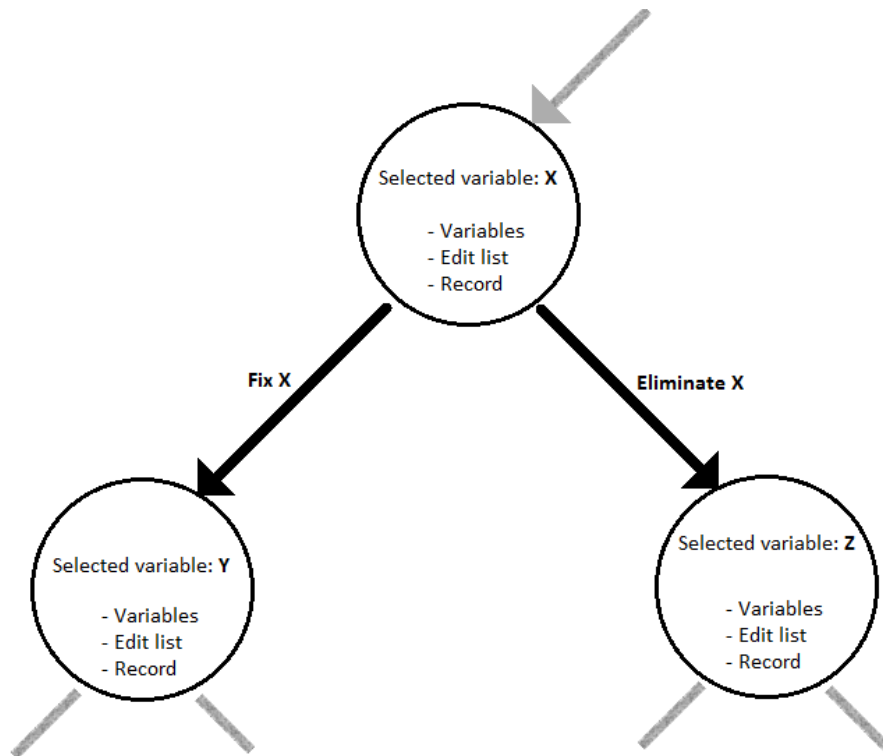 Selected variable: X
- Variables
- Edit list
- Record
Fix X
Eliminate X
Selected variable: Y
- Variables
- Edit list
- Record
Selected variable: Z
- Variables
- Edit list
- Record